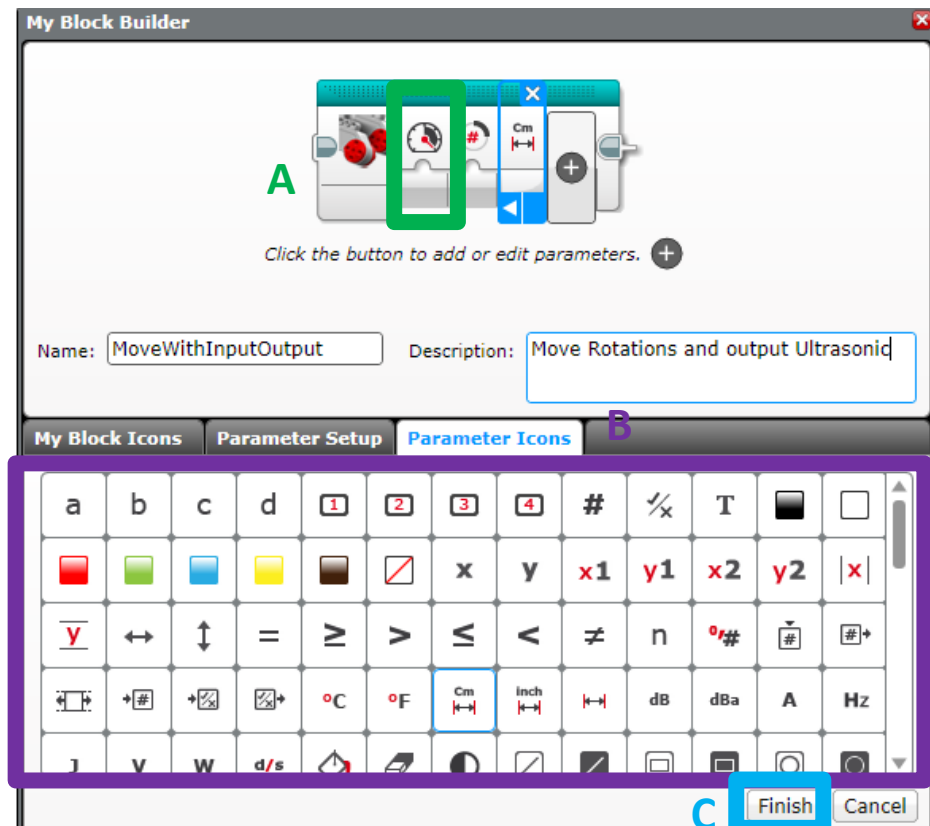 My Block Builder
#
Cm
A
Click the button to add or edit parameters.
Name: MoveWithInputOutput
Description: Move Rotations and output Ultrasonic
B
My Block Icons Parameter Setup Parameter Icons
a b c d 1 2 3 4 # ✓/x T
x y x1 y1 x2 y2 |x|
y ↔ ↕ = ≥ > ≤ < ≠ n °/# # #
# °C °F Cm inch dB dBa A Hz
J V W d/s
C
Finish Cancel